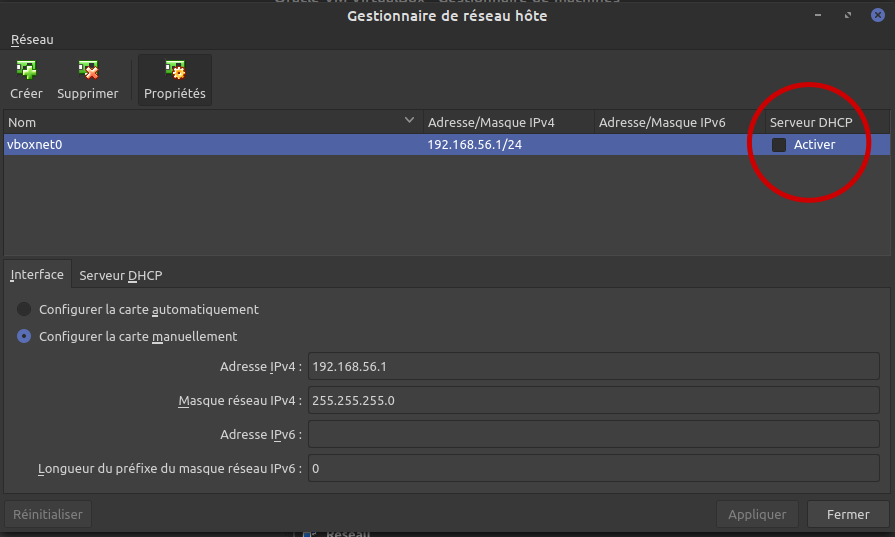 Gestionnaire de réseau hôte
Réseau
Créer Supprimer Propriétés
Nom Adresse/Masque IPv4 Adresse/Masque IPv6 Serveur DHCP
vboxnet0 192.168.56.1/24 Activer
Interface Serveur DHCP
Configurer la carte automatiquement
Configurer la carte manuellement
Adresse IPv4 : 192.168.56.1
Masque réseau IPv4 : 255.255.255.0
Adresse IPv6 :
Longueur du préfixe du masque réseau IPv6 : 0
Réinitialiser Appliquer Fermer
Réseau